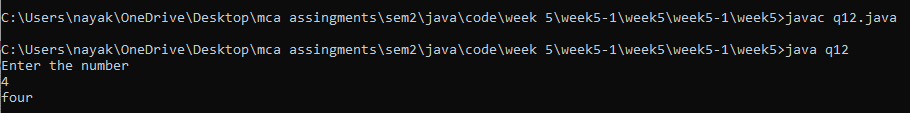 C:\Users\nayak\OneDrive\Desktop\mca assingments\sem2\java\code\week 5\week5-1\week5\week5-1\week5>javac q12.java
C:\Users\nayak\OneDrive\Desktop\mca assingments\sem2\java\code\week 5\week5-1\week5\week5-1\week5>java q12
Enter the number
4
four